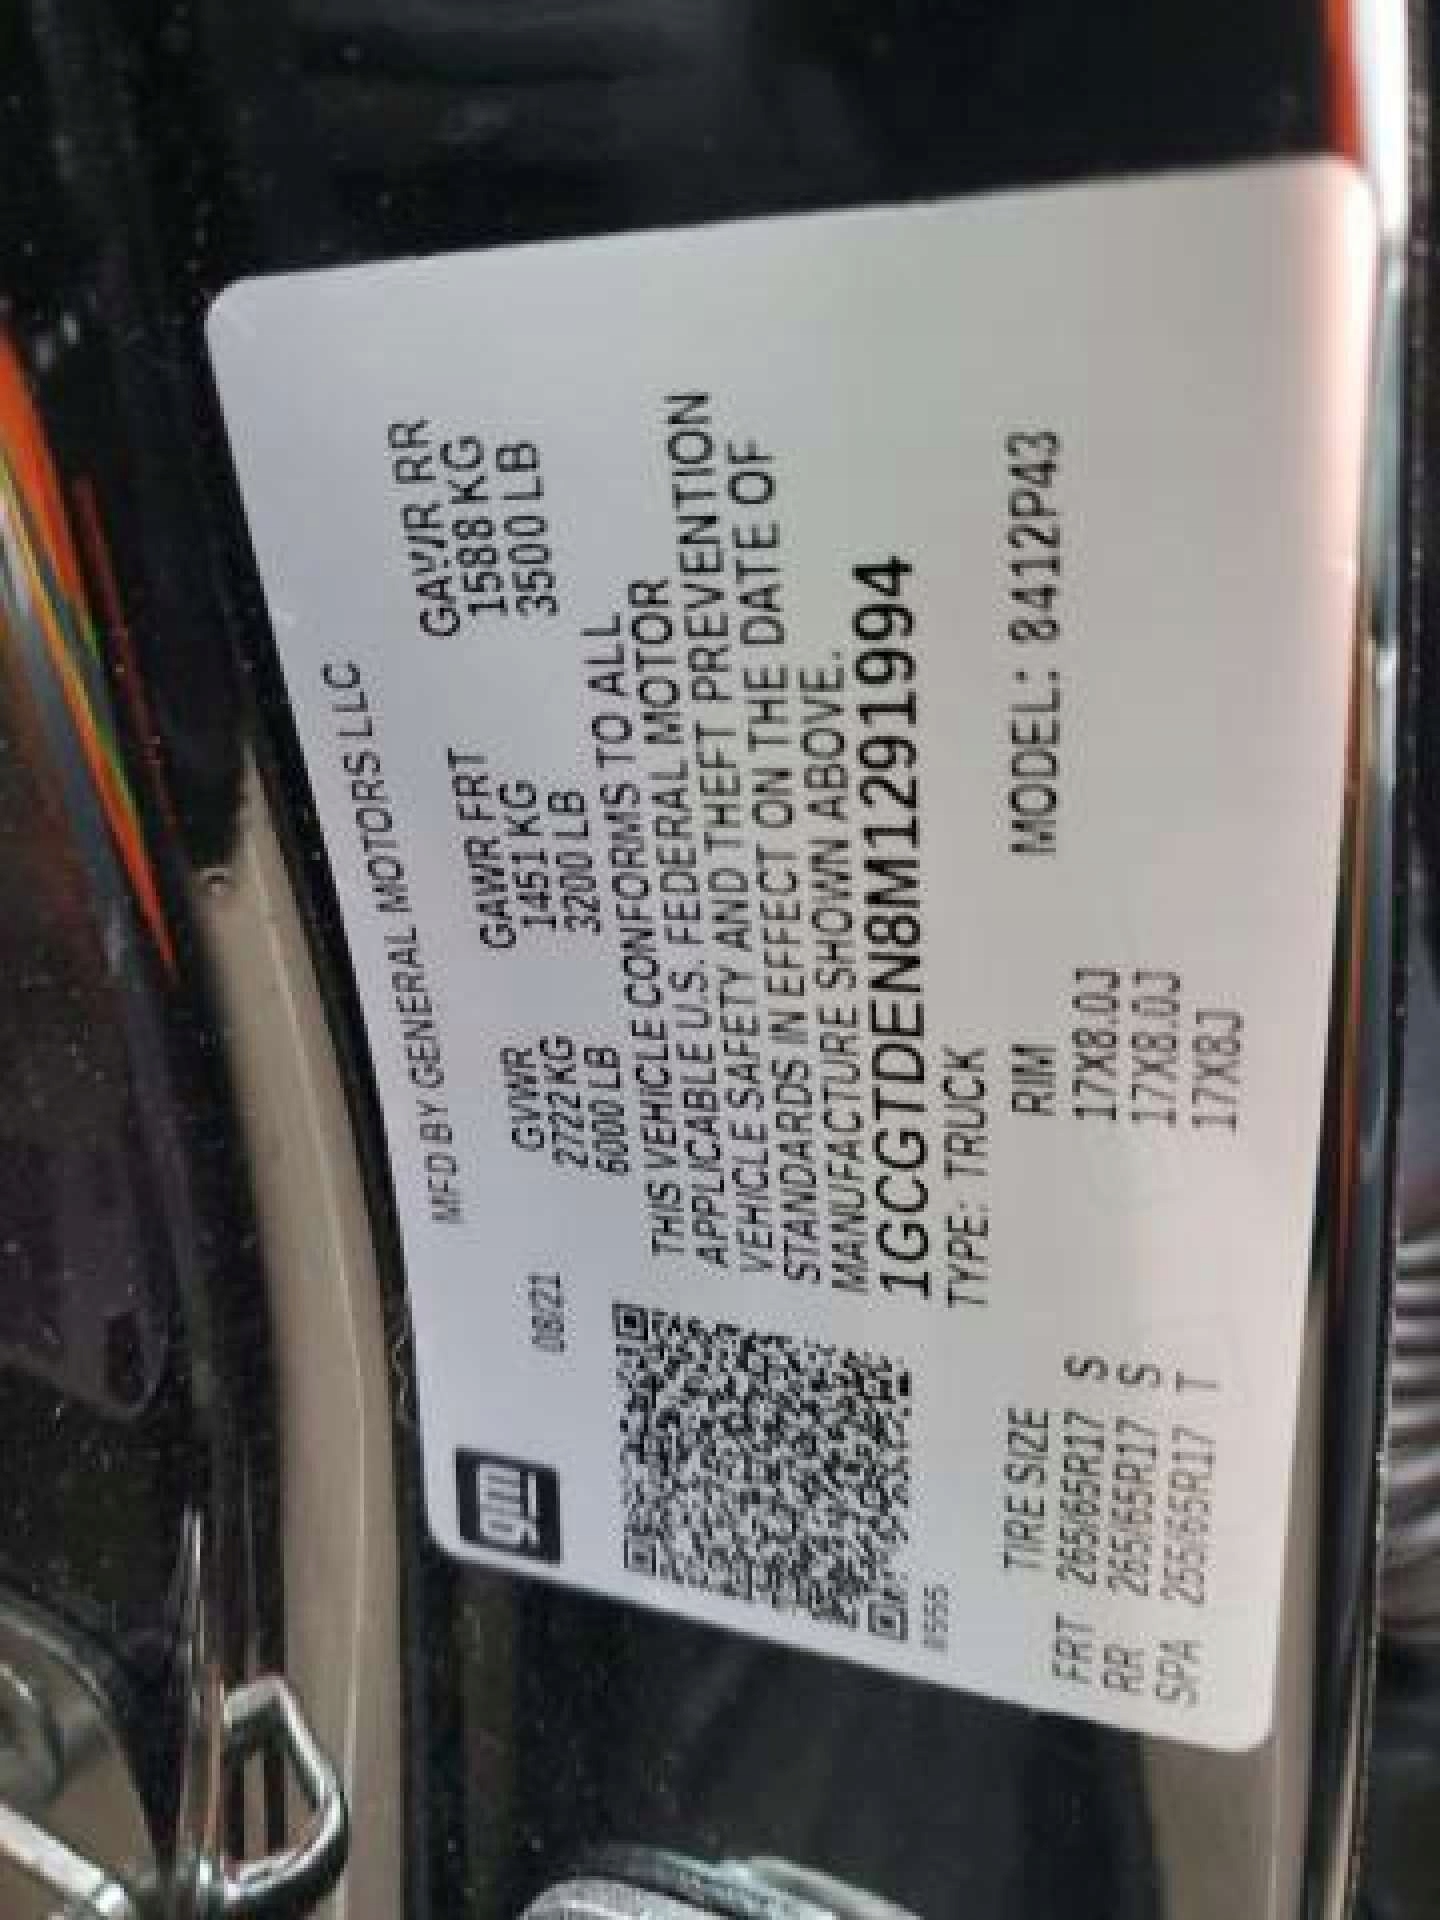 gm
MFD BY GENERAL MOTORS LLC
08/21 GVWR GAWR FRT GAWR RR
2722 KG 1451 KG 1588 KG
6000 LB 3200 LB 3500 LB
THIS VEHICLE CONFORMS TO ALL
APPLICABLE U.S. FEDERAL MOTOR
VEHICLE SAFETY AND THEFT PREVENTION
STANDARDS IN EFFECT ON THE DATE OF
MANUFACTURE SHOWN ABOVE.
1GCGTDEN8M1291994
TYPE: TRUCK
TIRE SIZE RIM MODEL: 8412P43
FRT 265/65R17 S 17X8.0J
RR 265/65R17 S 17X8.0J
SPA 255/65R17 T 17X8J